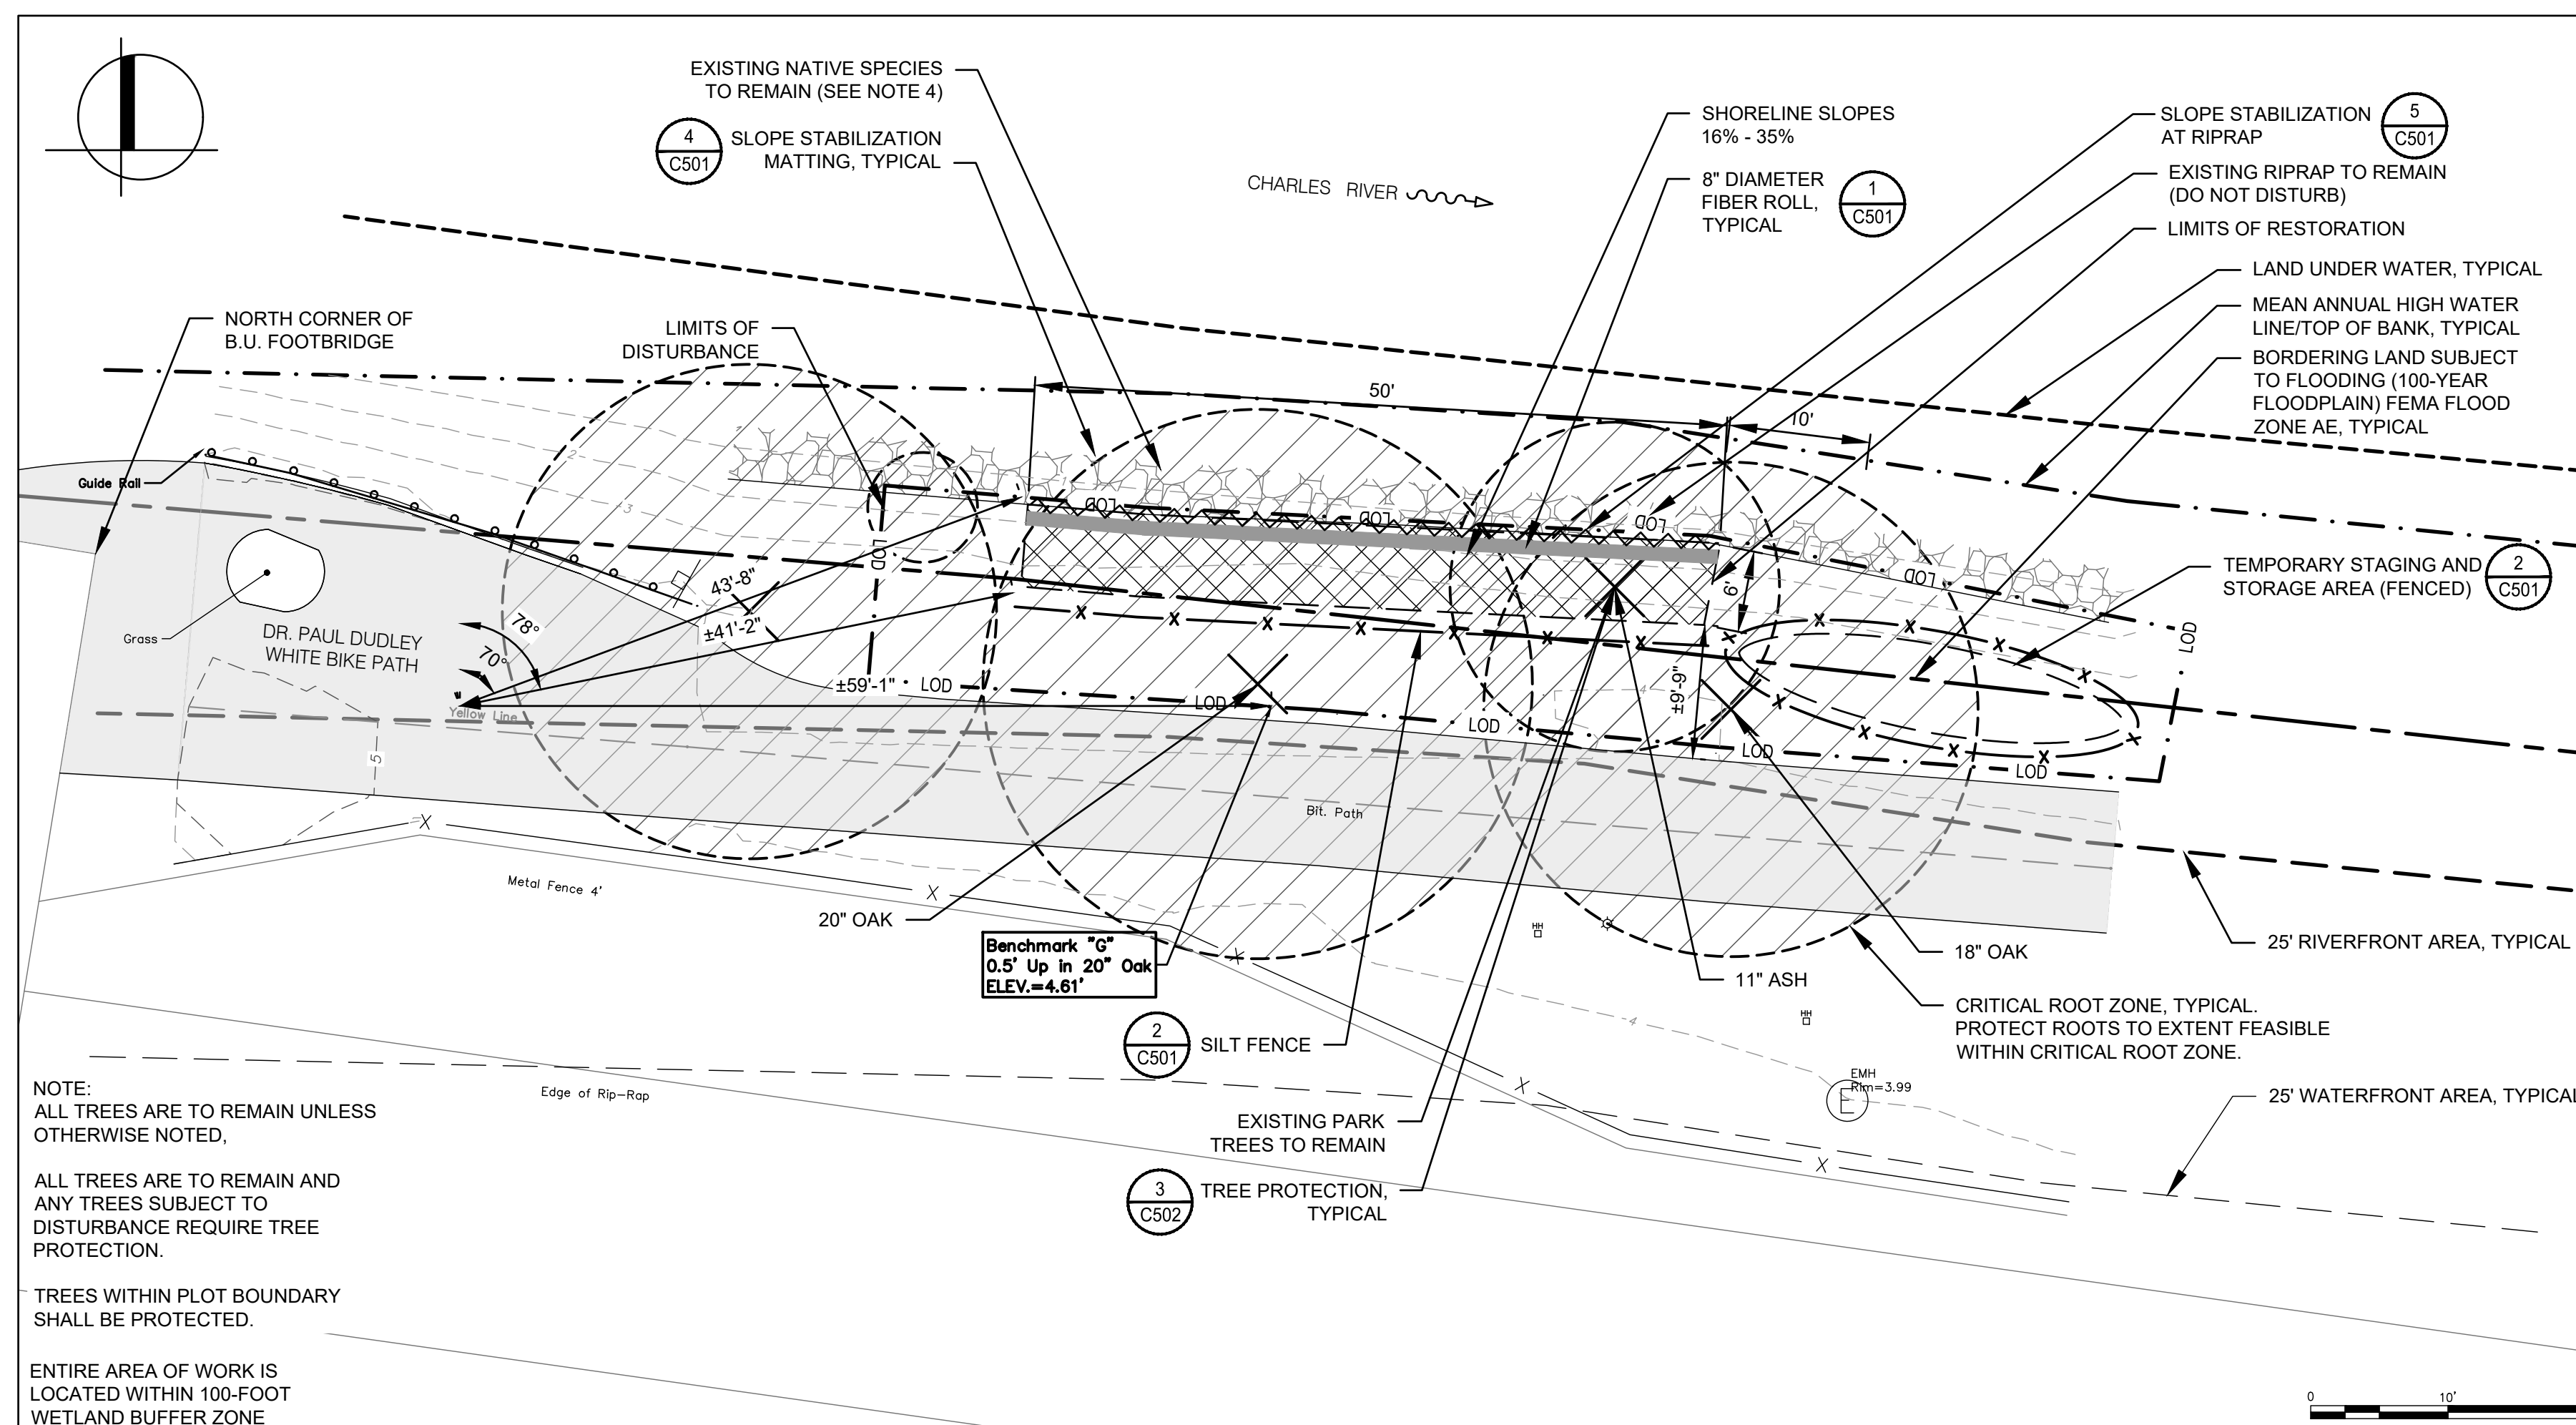 EXISTING NATIVE SPECIES
TO REMAIN (SEE NOTE 4)
4
C501
SLOPE STABILIZATION
MATTING, TYPICAL
CHARLES RIVER
SHORELINE SLOPES
16% - 35%
8" DIAMETER
FIBER ROLL,
TYPICAL
1
C501
SLOPE STABILIZATION
AT RIPRAP
5
C501
EXISTING RIPRAP TO REMAIN
(DO NOT DISTURB)
LIMITS OF RESTORATION
LAND UNDER WATER, TYPICAL
MEAN ANNUAL HIGH WATER
LINE/TOP OF BANK, TYPICAL
BORDERING LAND SUBJECT
TO FLOODING (100-YEAR
FLOODPLAIN) FEMA FLOOD
ZONE AE, TYPICAL
NORTH CORNER OF
B.U. FOOTBRIDGE
LIMITS OF
DISTURBANCE
50'
10'
2
3
Guide Rail
LOD
LOD
LOD
LOD
LOD
TEMPORARY STAGING AND
STORAGE AREA (FENCED)
2
C501
Grass
DR. PAUL DUDLEY
WHITE BIKE PATH
78°
70°
43'-8"
±41'-2"
±59'-1"
6'
±9'-9"
4
Yellow Line
LOD
LOD
LOD
LOD
LOD
LOD
5
Bit. Path
X
Metal Fence 4'
X
X
20" OAK
Benchmark "G"
0.5' Up in 20" Oak
ELEV.=4.61'
HH
HH
18" OAK
11" ASH
25' RIVERFRONT AREA, TYPICAL
CRITICAL ROOT ZONE, TYPICAL.
PROTECT ROOTS TO EXTENT FEASIBLE
WITHIN CRITICAL ROOT ZONE.
2
C501
SILT FENCE
4
EMH
Rim=3.99
E
X
X
Edge of Rip-Rap
25' WATERFRONT AREA, TYPICAL
EXISTING PARK
TREES TO REMAIN
3
C502
TREE PROTECTION,
TYPICAL
NOTE:
ALL TREES ARE TO REMAIN UNLESS
OTHERWISE NOTED,
ALL TREES ARE TO REMAIN AND
ANY TREES SUBJECT TO
DISTURBANCE REQUIRE TREE
PROTECTION.
TREES WITHIN PLOT BOUNDARY
SHALL BE PROTECTED.
ENTIRE AREA OF WORK IS
LOCATED WITHIN 100-FOOT
WETLAND BUFFER ZONE
0
10'